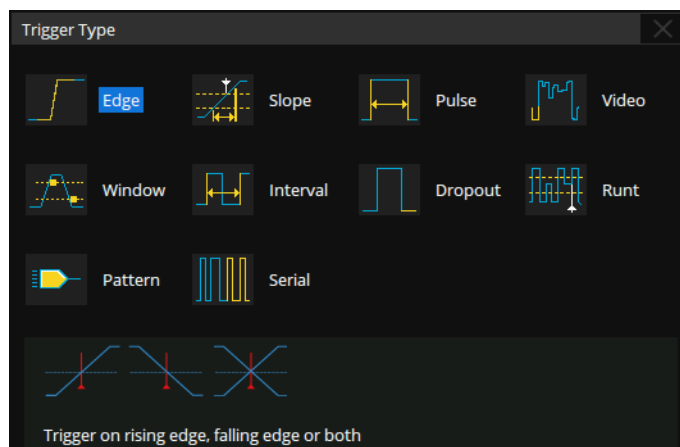 Trigger Type
Edge Slope Pulse Video
Window Interval Dropout Runt
Pattern Serial
Trigger on rising edge, falling edge or both